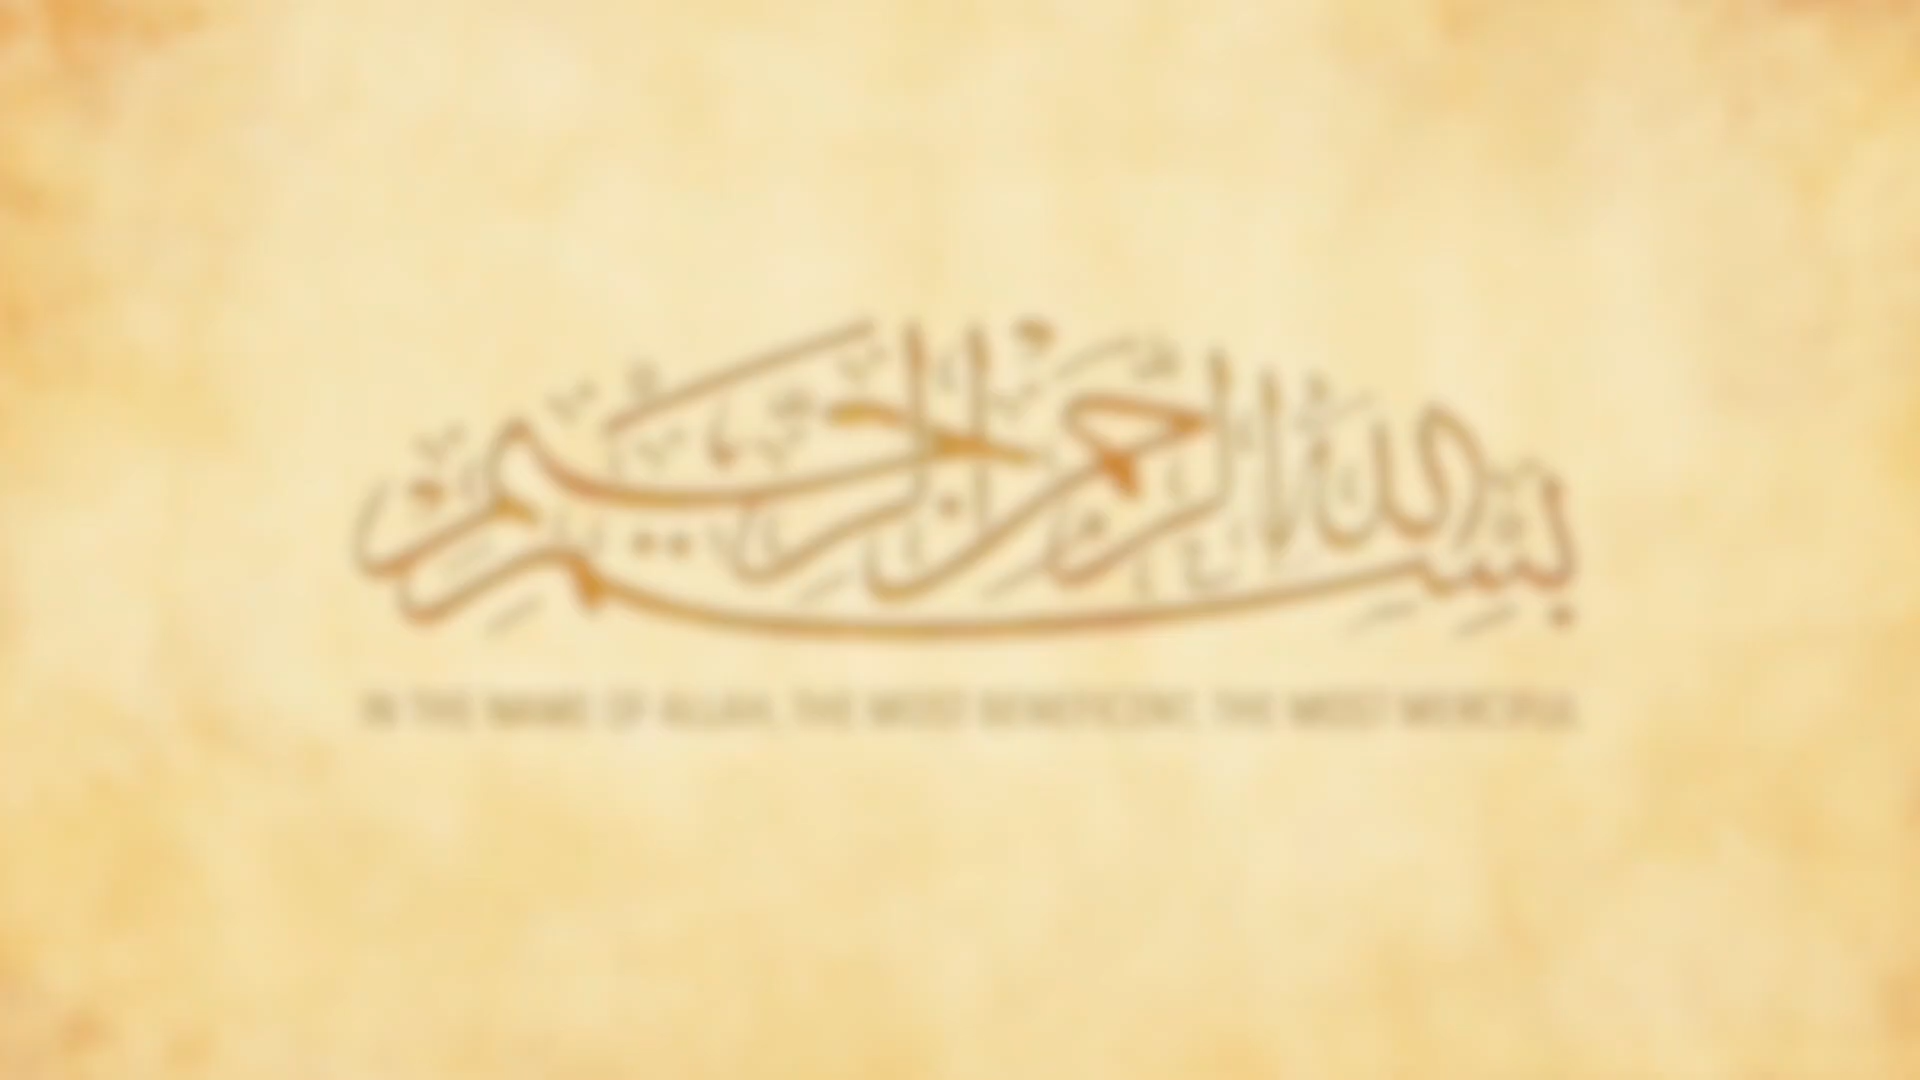 بسم الله الرحمن الرحيم
IN THE NAME OF ALLAH, THE MOST BENEFICENT, THE MOST MERCIFUL